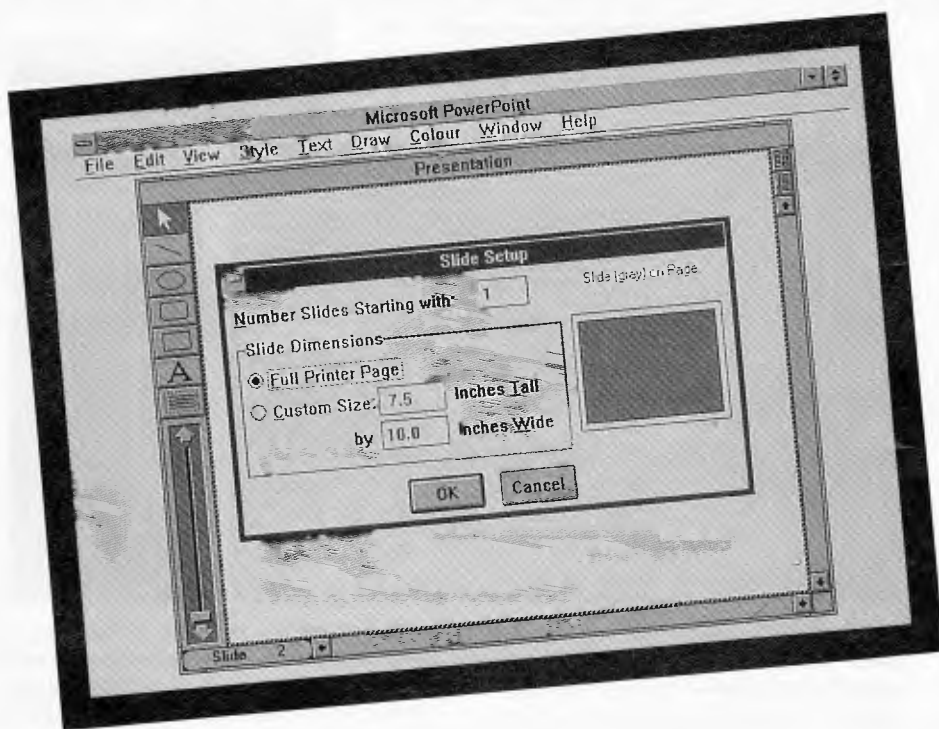 Microsoft PowerPoint
File Edit View Style Text Draw Colour Window Help
Presentation
Slide Setup
Number Slides Starting with: 1
Slide (gray) on Page
Slide Dimensions
Full Printer Page
Custom Size: 7.5 Inches Tall
by 10.0 Inches Wide
OK Cancel
A
Slide 2